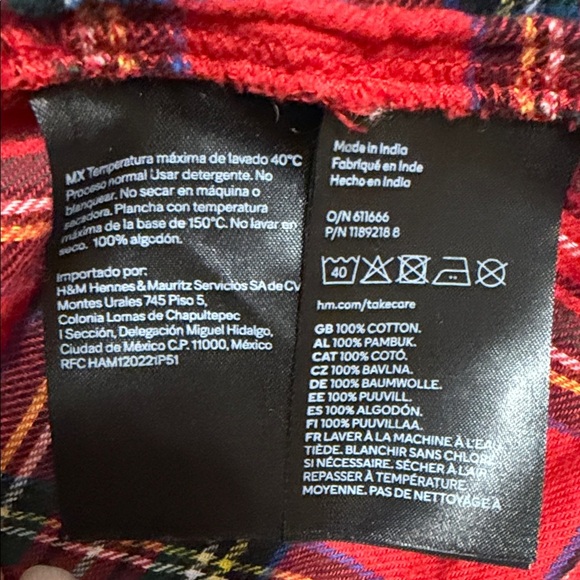 MX Temperatura máxima de lavado 40°C
Proceso normal Usar detergente. No
blanquear. No secar en máquina o
secadora. Plancha con temperatura
máxima de la base de 150°C. No lavar en
seco. 100% algodón.
Importado por:
H&M Hennes & Mauritz Servicios SA de CV
Montes Urales 745 Piso 5,
Colonia Lomas de Chapultepec
I Sección, Delegación Miguel Hidalgo,
Ciudad de México C.P. 11000, México
RFC HAM120221P51
Made in India
Fabriqué en Inde
Hecho en India
O/N 611666
P/N 1189218 8
40
hm.com/takecare
GB 100% COTTON.
AL 100% PAMBUK.
CAT 100% COTÓ.
CZ 100% BAVLNA.
DE 100% BAUMWOLLE.
EE 100% PUUVILL.
ES 100% ALGODÓN.
FI 100% PUUVILLAA.
FR LAVER À LA MACHINE À L'EAU
TIÈDE. BLANCHIR SANS CHLORE
SI NÉCESSAIRE. SÉCHER À L'AIR
REPASSER À TEMPÉRATURE
MOYENNE. PAS DE NETTOYAGE À